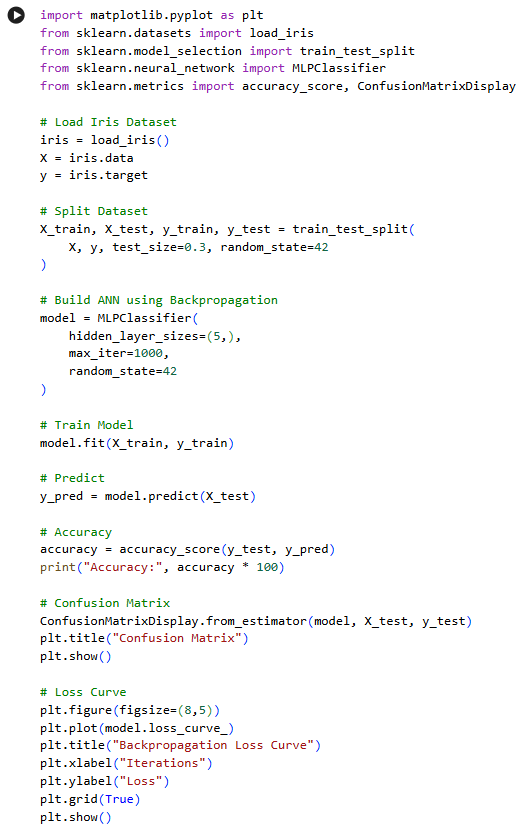 import matplotlib.pyplot as plt
from sklearn.datasets import load_iris
from sklearn.model_selection import train_test_split
from sklearn.neural_network import MLPClassifier
from sklearn.metrics import accuracy_score, ConfusionMatrixDisplay

# Load Iris Dataset
iris = load_iris()
X = iris.data
y = iris.target

# Split Dataset
X_train, X_test, y_train, y_test = train_test_split(
    X, y, test_size=0.3, random_state=42
)

# Build ANN using Backpropagation
model = MLPClassifier(
    hidden_layer_sizes=(5,),
    max_iter=1000,
    random_state=42
)

# Train Model
model.fit(X_train, y_train)

# Predict
y_pred = model.predict(X_test)

# Accuracy
accuracy = accuracy_score(y_test, y_pred)
print("Accuracy:", accuracy * 100)

# Confusion Matrix
ConfusionMatrixDisplay.from_estimator(model, X_test, y_test)
plt.title("Confusion Matrix")
plt.show()

# Loss Curve
plt.figure(figsize=(8,5))
plt.plot(model.loss_curve_)
plt.title("Backpropagation Loss Curve")
plt.xlabel("Iterations")
plt.ylabel("Loss")
plt.grid(True)
plt.show()